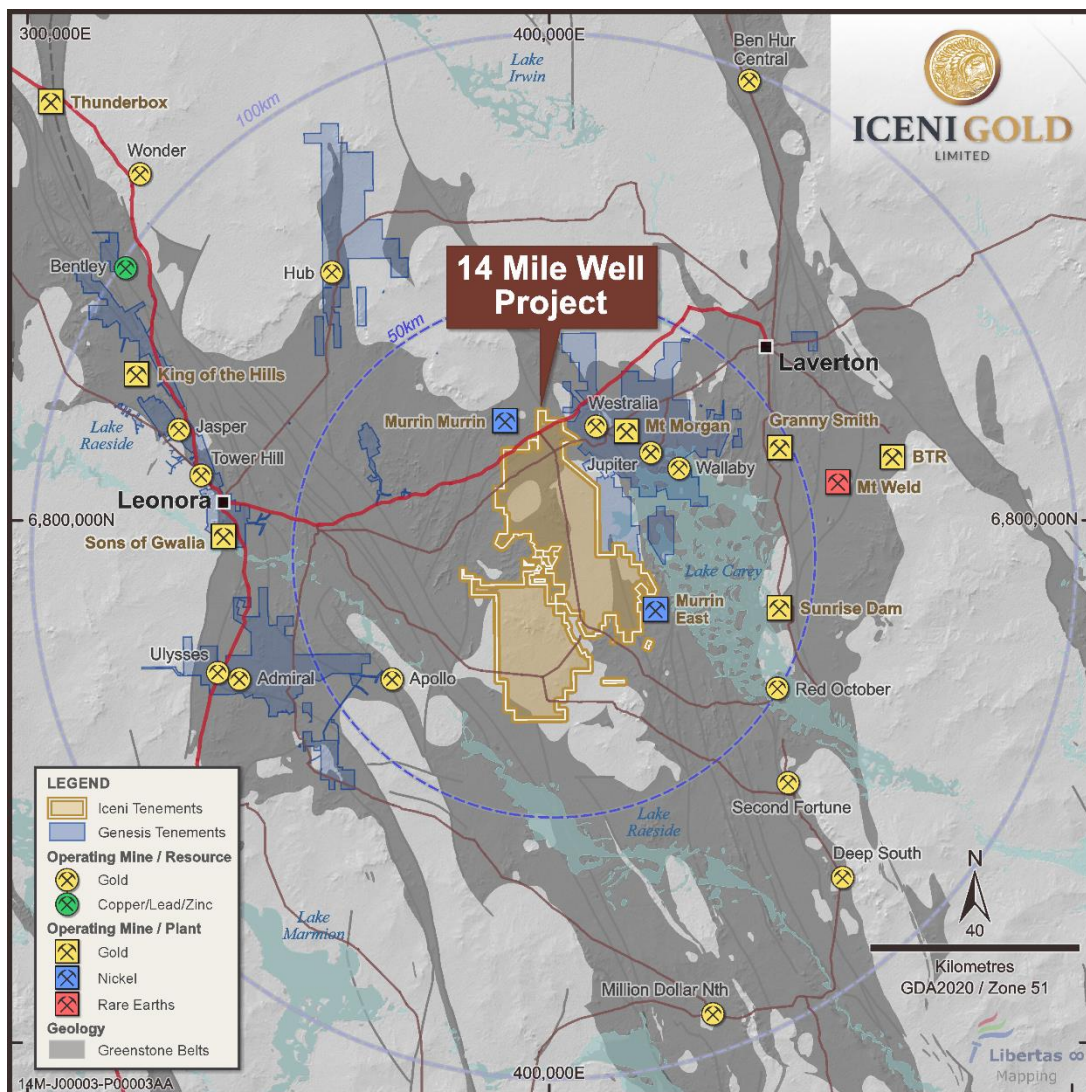 300,000E
400,000E
Lake
Irwin
Ben Hur
Central
ICENI GOLD
LIMITED
100km
Thunderbox
Wonder
Bentley
Hub
14 Mile Well
Project
50km
Laverton
King of the Hills
Murrin Murrin
Westralia
Mt Morgan
Granny Smith
Lake
Raeside
Jasper
Tower Hill
Jupiter
Wallaby
BTR
Mt Weld
Leonora
6,800,000N
6,800,000N
Sons of Gwalia
Lake Carey
Murrin
East
Sunrise Dam
Ulysses
Admiral
Apollo
Red October
Second Fortune
Lake
Raeside
Deep South
Lake
Marmion
Million Dollar Nth
LEGEND
Iceni Tenements
Genesis Tenements
Operating Mine / Resource
Gold
Copper/Lead/Zinc
Operating Mine / Plant
Gold
Nickel
Rare Earths
Geology
Greenstone Belts
N
40
Kilometres
GDA2020 / Zone 51
Libertas ∞
Mapping
14M-J00003-P00003AA
400,000E